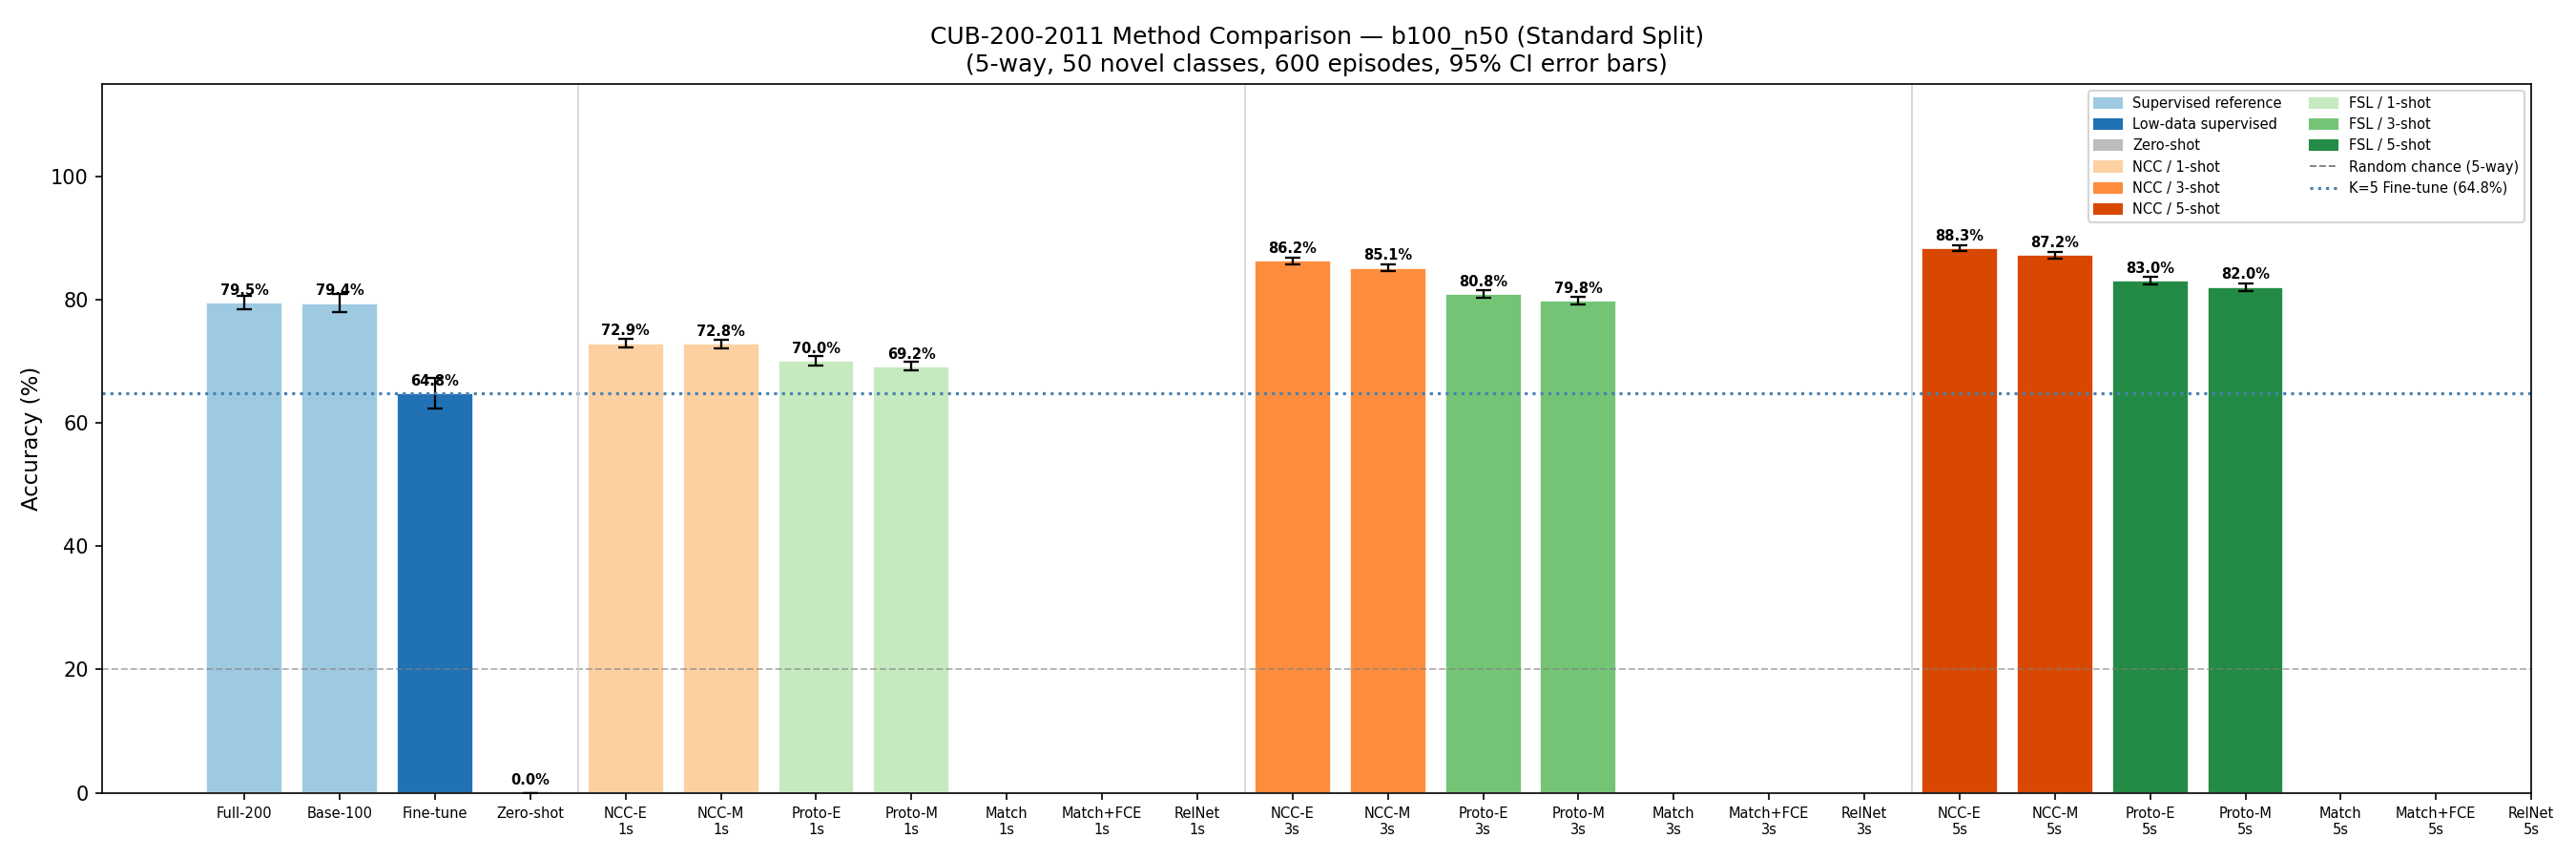 CUB-200-2011 Method Comparison — b100_n50 (Standard Split)
(5-way, 50 novel classes, 600 episodes, 95% CI error bars)
Supervised reference
Low-data supervised
Zero-shot
NCC / 1-shot
NCC / 3-shot
NCC / 5-shot
FSL / 1-shot
FSL / 3-shot
FSL / 5-shot
Random chance (5-way)
K=5 Fine-tune (64.8%)
Accuracy (%)
100
80
60
40
20
0
79.5%
79.4%
64.8%
0.0%
72.9%
72.8%
70.0%
69.2%
86.2%
85.1%
80.8%
79.8%
88.3%
87.2%
83.0%
82.0%
Full-200
Base-100
Fine-tune
Zero-shot
NCC-E
1s
NCC-M
1s
Proto-E
1s
Proto-M
1s
Match
1s
Match+FCE
1s
RelNet
1s
NCC-E
3s
NCC-M
3s
Proto-E
3s
Proto-M
3s
Match
3s
Match+FCE
3s
RelNet
3s
NCC-E
5s
NCC-M
5s
Proto-E
5s
Proto-M
5s
Match
5s
Match+FCE
5s
RelNet
5s